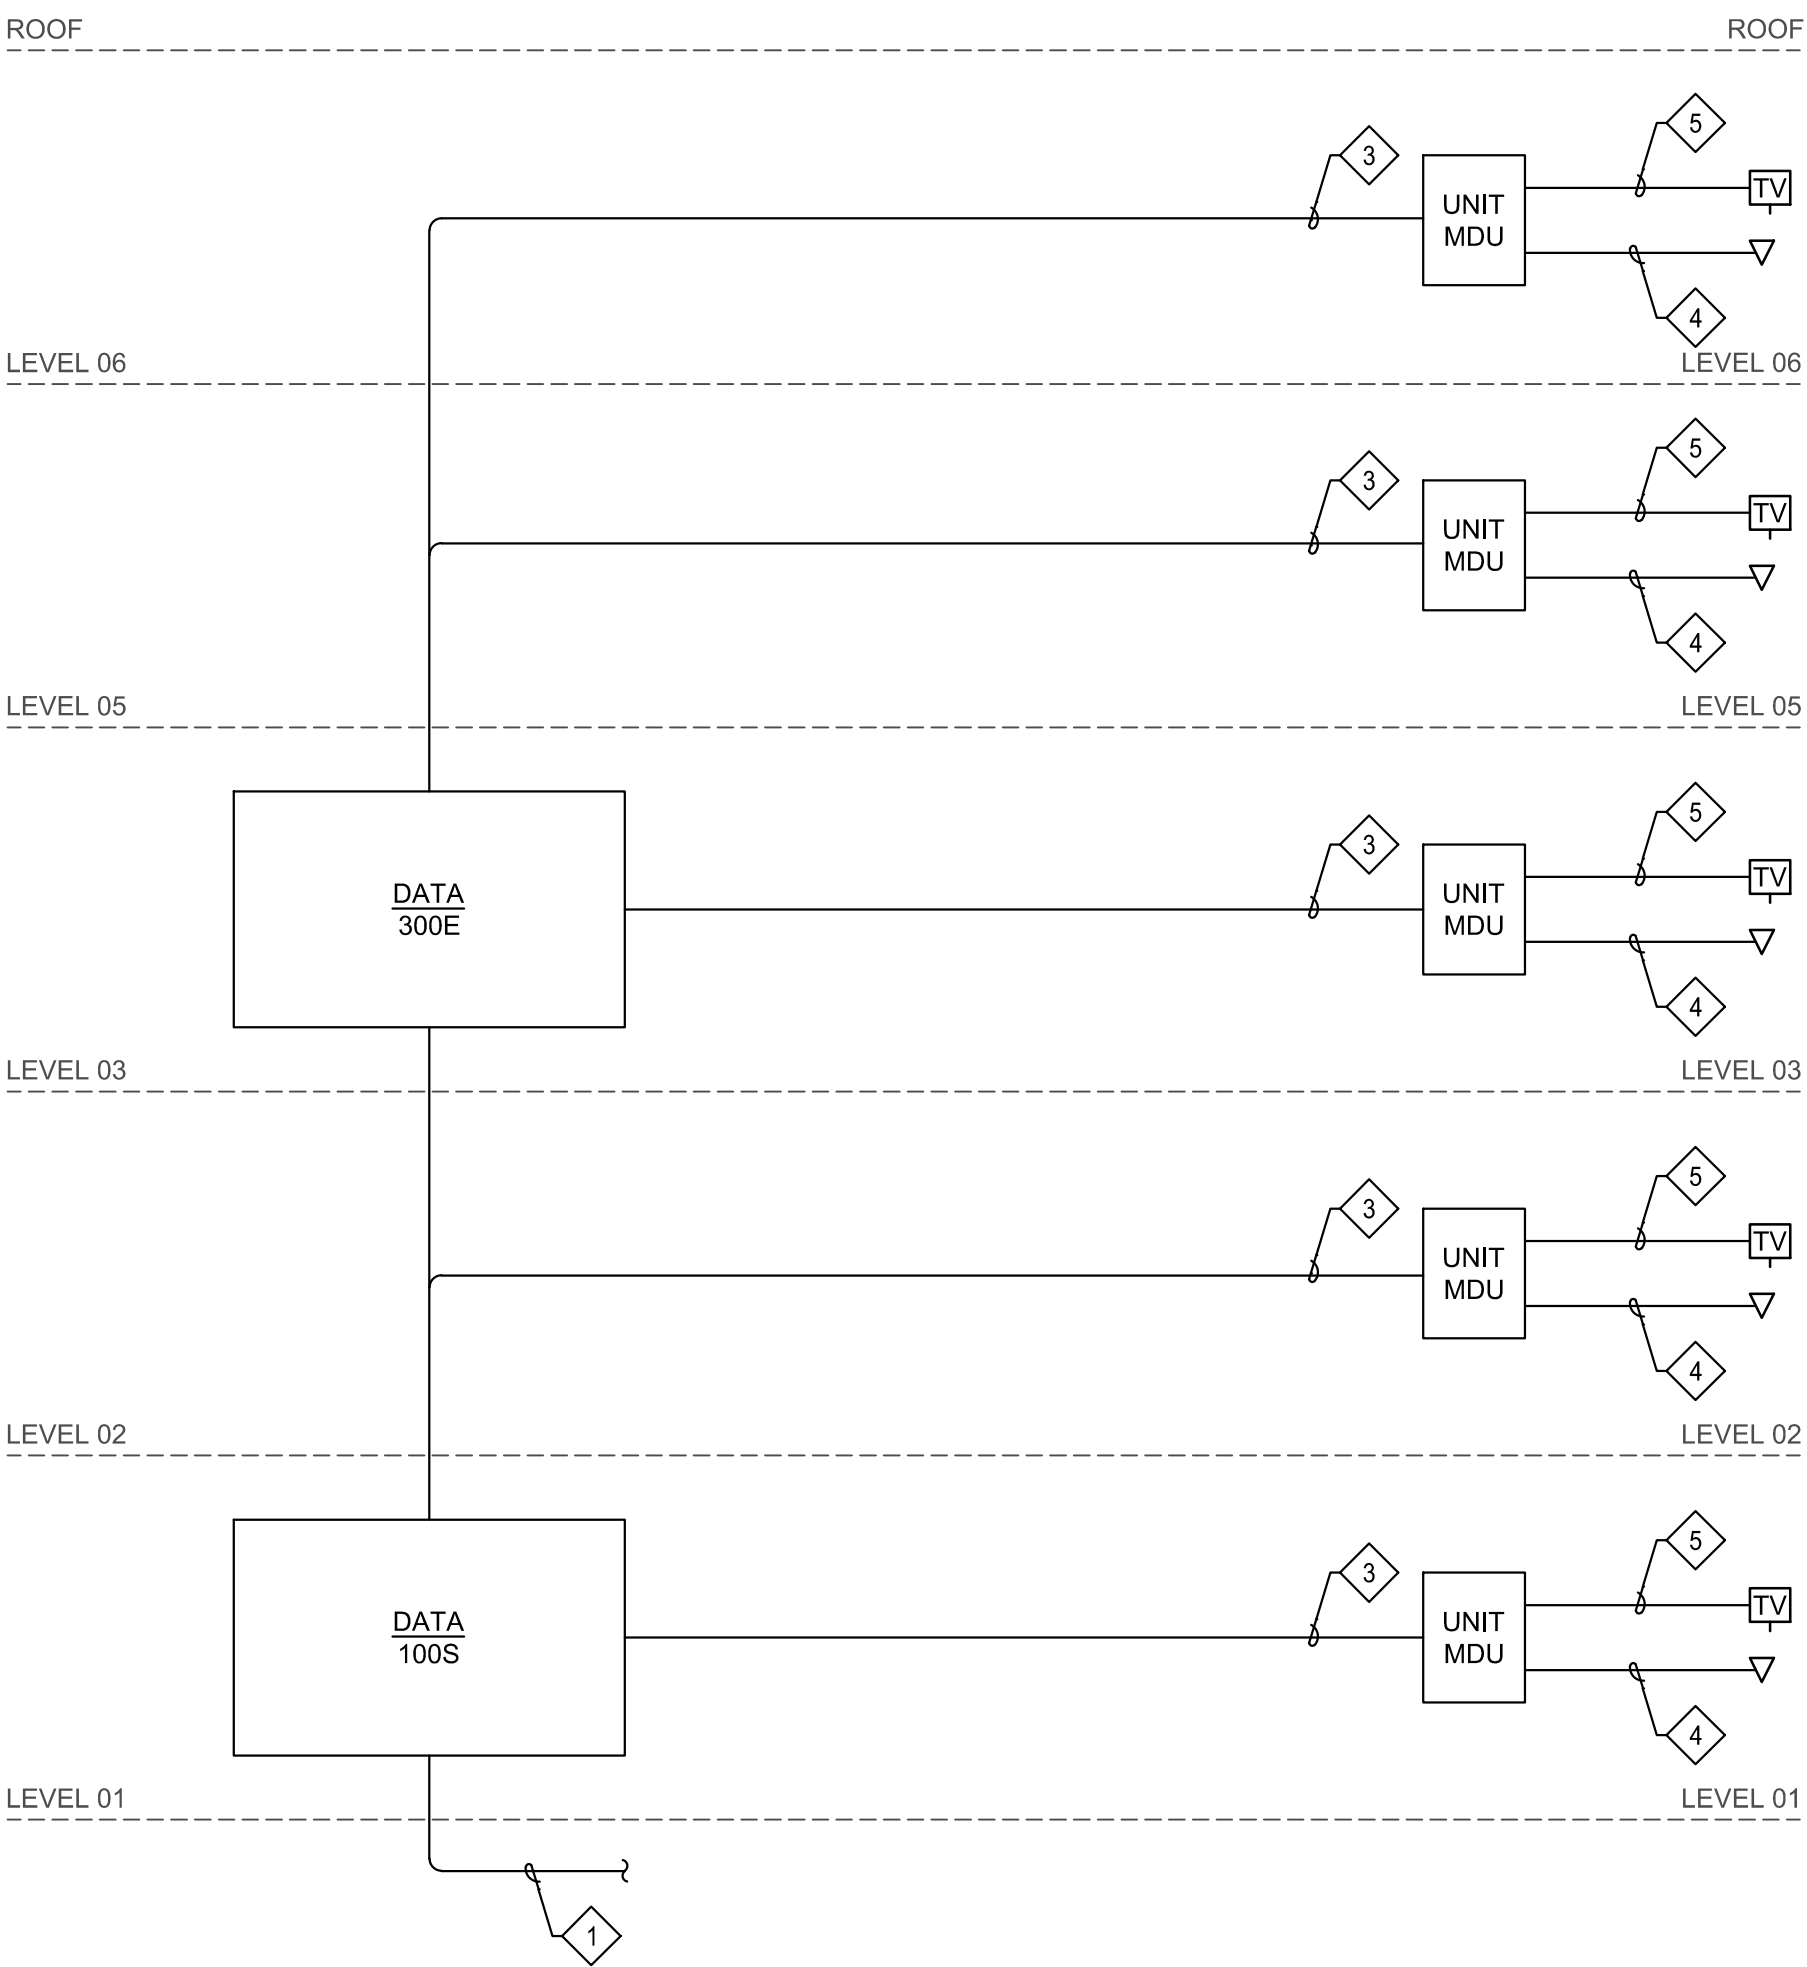 ROOF ROOF
5
3
TV
UNIT
MDU
4
LEVEL 06 LEVEL 06
5
3
TV
UNIT
MDU
4
LEVEL 05 LEVEL 05
5
3
TV
DATA
300E
UNIT
MDU
4
LEVEL 03 LEVEL 03
5
3
TV
UNIT
MDU
4
LEVEL 02 LEVEL 02
5
3
TV
DATA
100S
UNIT
MDU
4
LEVEL 01 LEVEL 01
1